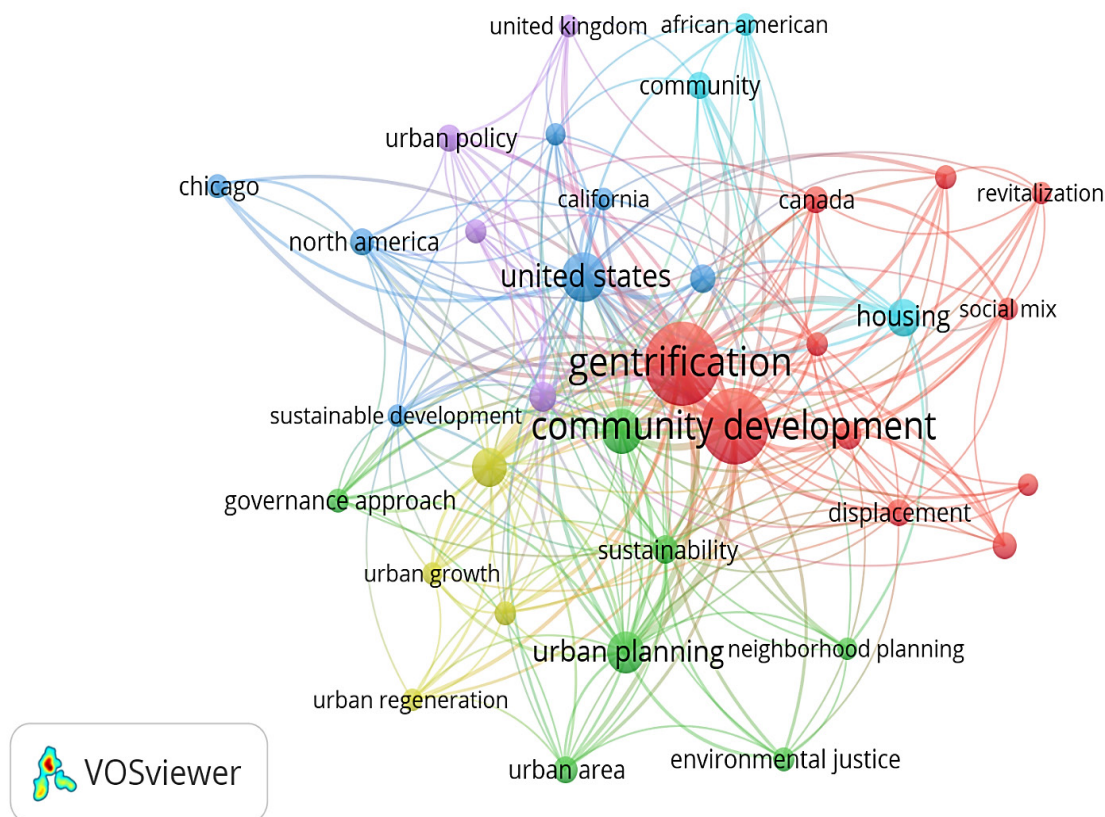 united kingdom
african american
community
urban policy
chicago
california
canada
revitalization
north america
united states
housing
social mix
gentrification
sustainable development
community development
governance approach
displacement
sustainability
urban growth
urban planning
neighborhood planning
urban regeneration
environmental justice
urban area
VOSviewer